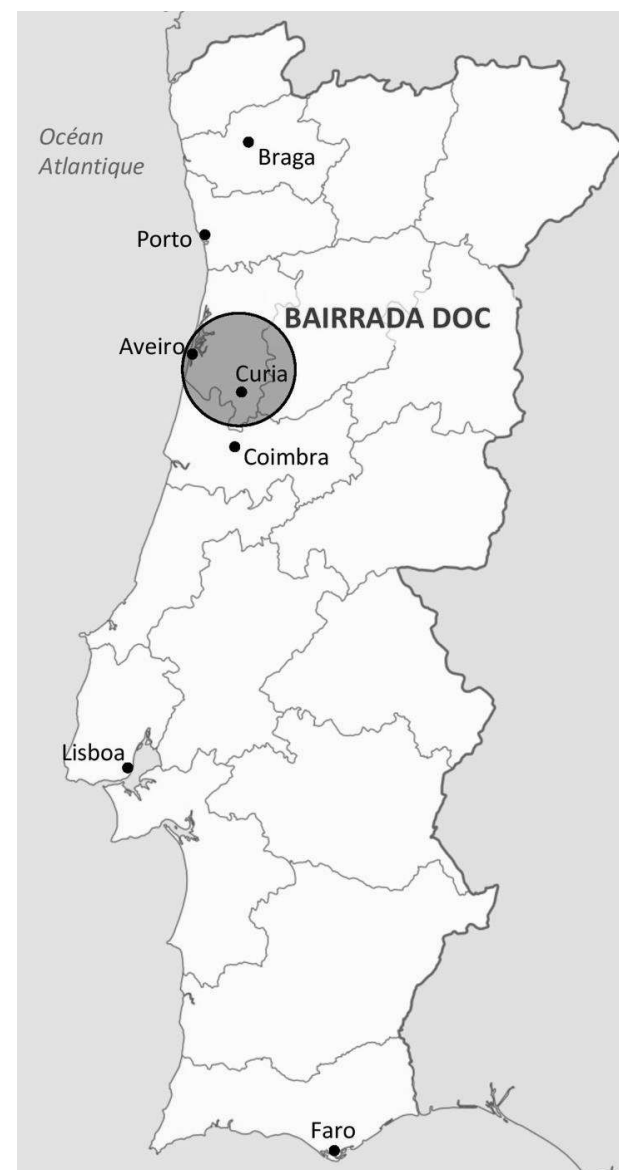 Océan
Atlantique
Braga
Porto
BAIRRADA DOC
Aveiro
Curia
Coimbra
Lisboa
Faro